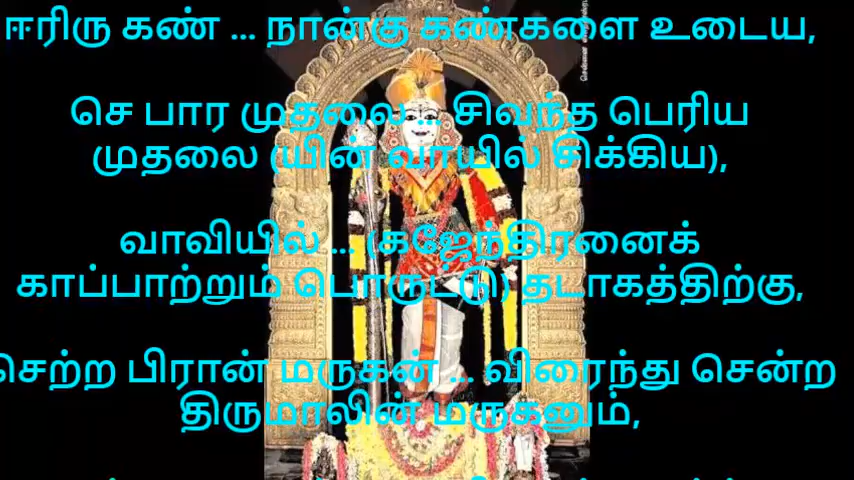 ஈரிரு கண் ... நான்கு கண்களை உடைய,
செ பார முதலை ... சிவந்த பெரிய
முதலை (யின் வாயில் சிக்கிய),
வாவியில் ... (கஜேந்திரனைக்
காப்பாற்றும் பொருட்டு) தடாகத்திற்கு,
செற்ற பிரான் மருகன் ... விரைந்து சென்ற
திருமாலின் மருகனும்,